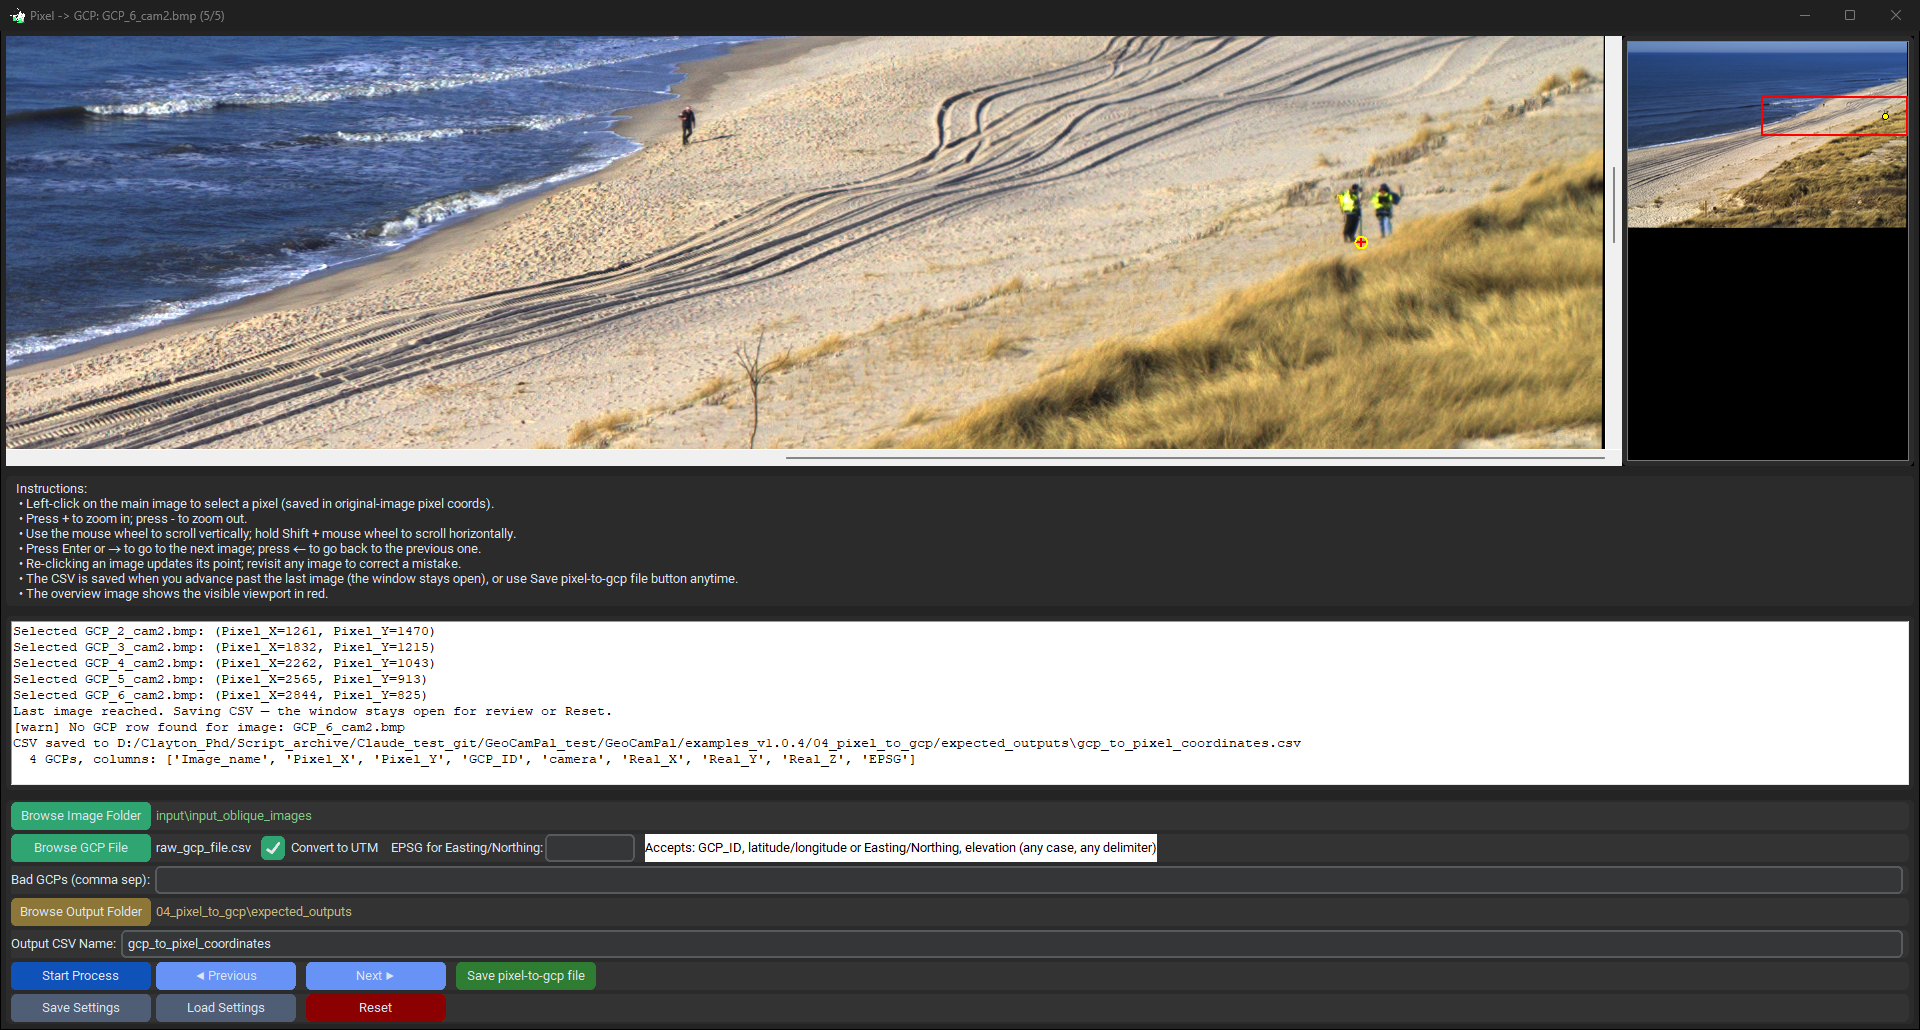 Pixel -> GCP: GCP_6_cam2.bmp (5/5)
Instructions:
• Left-click on the main image to select a pixel (saved in original-image pixel coords).
• Press + to zoom in; press - to zoom out.
• Use the mouse wheel to scroll vertically; hold Shift + mouse wheel to scroll horizontally.
• Press Enter or → to go to the next image; press ← to go back to the previous one.
• Re-clicking an image updates its point; revisit any image to correct a mistake.
• The CSV is saved when you advance past the last image (the window stays open), or use Save pixel-to-gcp file button anytime.
• The overview image shows the visible viewport in red.
Selected GCP_2_cam2.bmp: (Pixel_X=1261, Pixel_Y=1470)
Selected GCP_3_cam2.bmp: (Pixel_X=1832, Pixel_Y=1215)
Selected GCP_4_cam2.bmp: (Pixel_X=2262, Pixel_Y=1043)
Selected GCP_5_cam2.bmp: (Pixel_X=2565, Pixel_Y=913)
Selected GCP_6_cam2.bmp: (Pixel_X=2844, Pixel_Y=825)
Last image reached. Saving CSV — the window stays open for review or Reset.
[warn] No GCP row found for image: GCP_6_cam2.bmp
CSV saved to D:/Clayton_Phd/Script_archive/Claude_test_git/GeoCamPal_test/GeoCamPal/examples_v1.0.4/04_pixel_to_gcp/expected_outputs\gcp_to_pixel_coordinates.csv
4 GCPs, columns: ['Image_name', 'Pixel_X', 'Pixel_Y', 'GCP_ID', 'camera', 'Real_X', 'Real_Y', 'Real_Z', 'EPSG']
Browse Image Folder input\input_oblique_images
Browse GCP File raw_gcp_file.csv Convert to UTM EPSG for Easting/Northing: Accepts: GCP_ID, latitude/longitude or Easting/Northing, elevation (any case, any delimiter)
Bad GCPs (comma sep):
Browse Output Folder 04_pixel_to_gcp\expected_outputs
Output CSV Name: gcp_to_pixel_coordinates
Start Process ◄ Previous Next ► Save pixel-to-gcp file
Save Settings Load Settings Reset